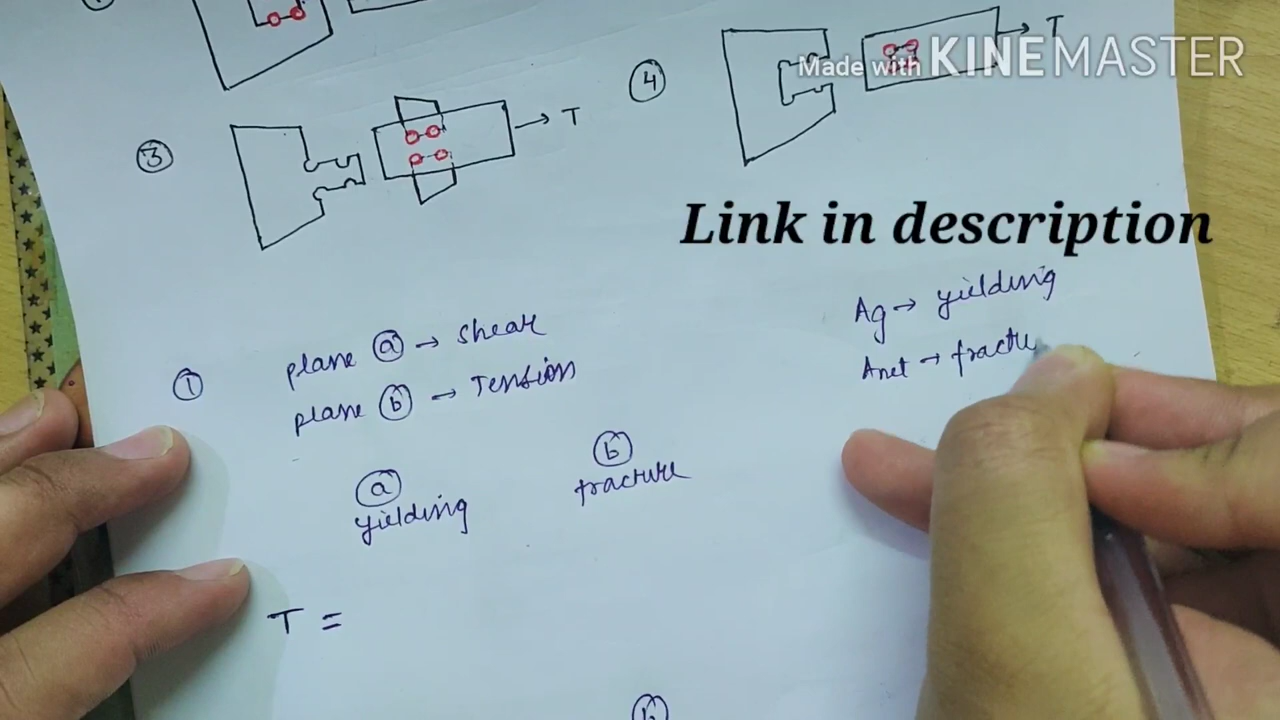 ④ T
Made with KINEMASTER
③ T
Link in description
Ag → yielding
Anet → fractu
① plane ⓐ → shear
plane ⓑ → Tension
ⓐ yielding
ⓑ fracture
T =
ⓑ